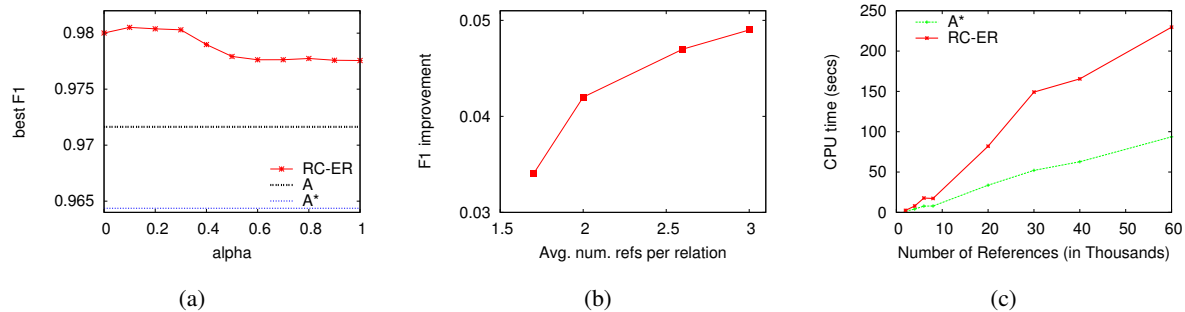 0.98
0.975
0.97
0.965
best F1
0 0.2 0.4 0.6 0.8 1
alpha
RC-ER
A
A*
(a)
0.05
0.04
0.03
F1 improvement
1.5 2 2.5 3
Avg. num. refs per relation
(b)
250
200
150
100
50
0
CPU time (secs)
0 10 20 30 40 50 60
Number of References (in Thousands)
A*
RC-ER
(c)